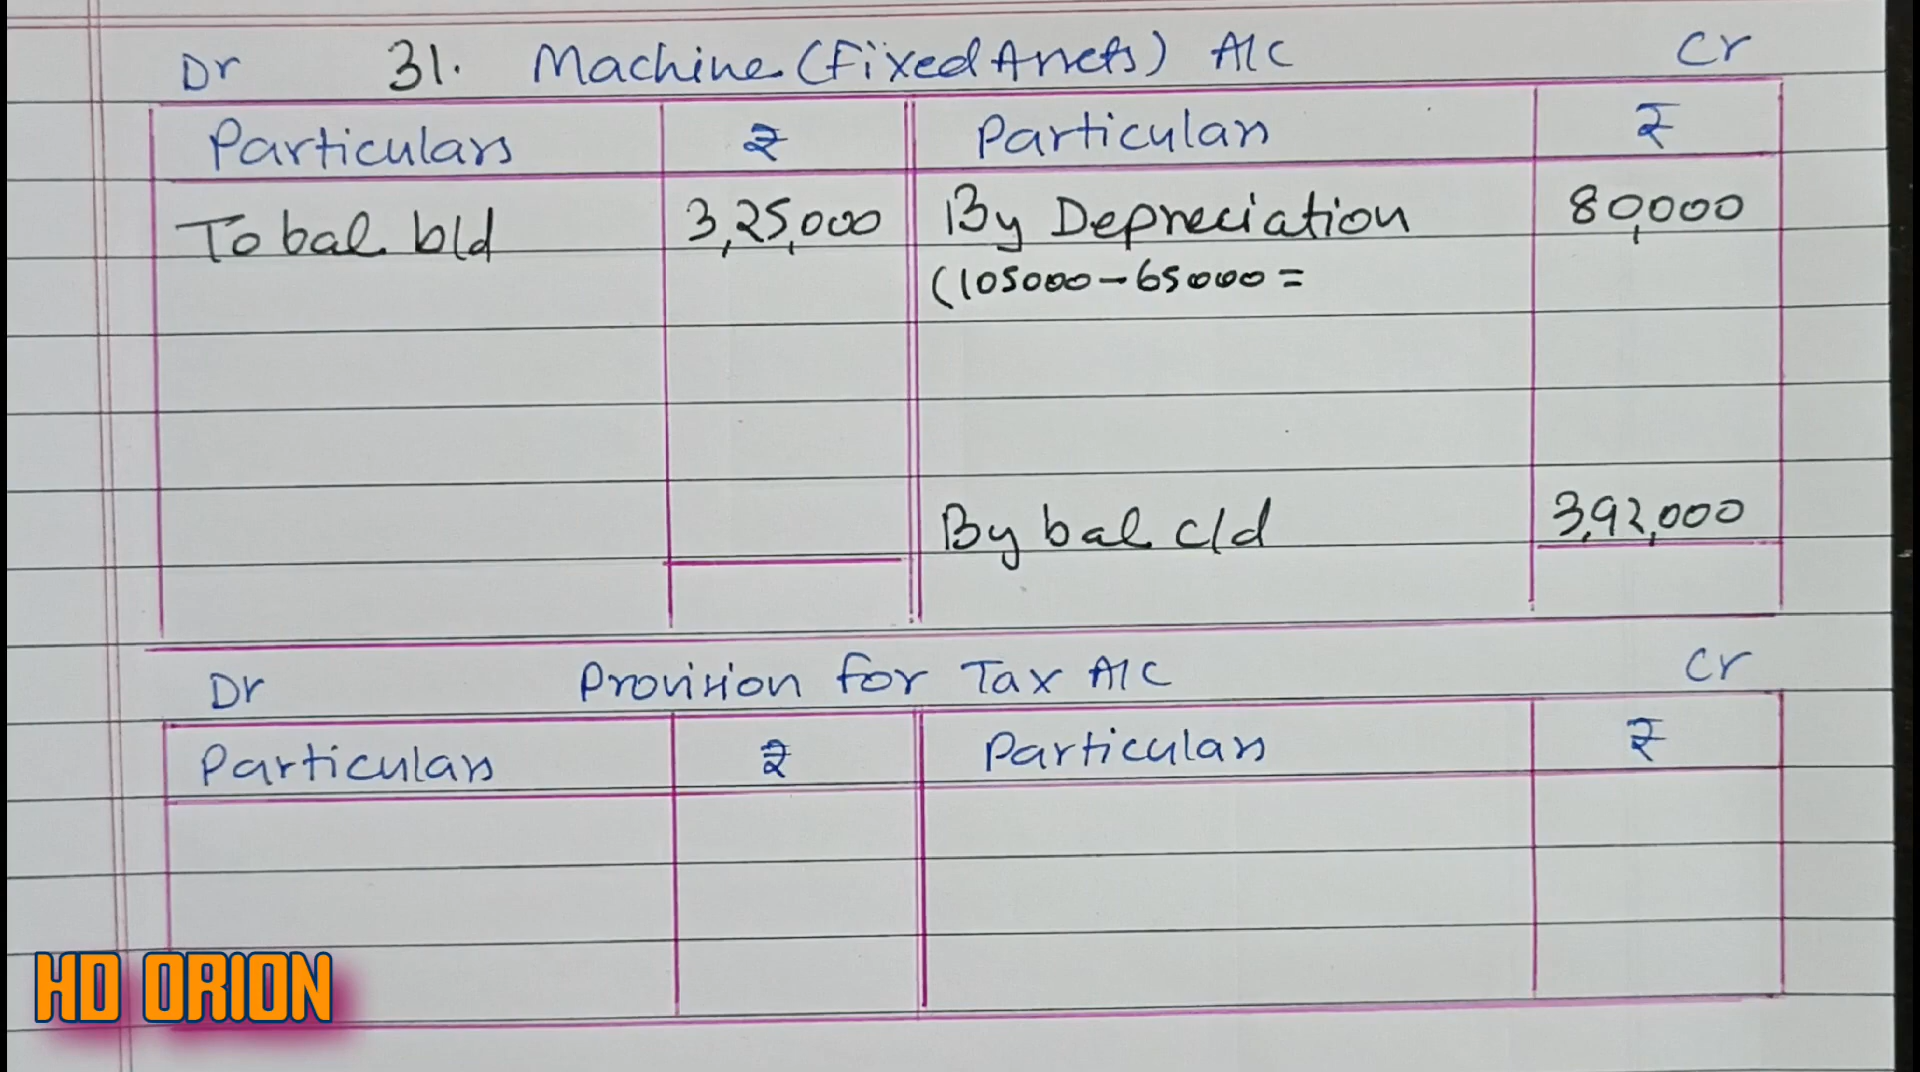 Dr 31. Machine (Fixed Assets) A/c Cr
Particulars ₹ Particulars ₹
To bal b/d 3,25,000 By Depreciation 80,000
(105000-65000=
By bal c/d 3,92,000
Dr Provision for Tax A/c Cr
Particulars ₹ Particulars ₹
HD ORION